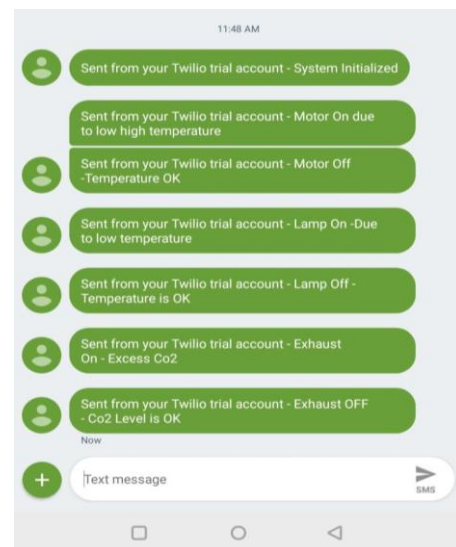 11:48 AM
Sent from your Twilio trial account - System Initialized
Sent from your Twilio trial account - Motor On due
to low high temperature
Sent from your Twilio trial account - Motor Off
-Temperature OK
Sent from your Twilio trial account - Lamp On -Due
to low temperature
Sent from your Twilio trial account - Lamp Off -
Temperature is OK
Sent from your Twilio trial account - Exhaust
On - Excess Co2
Sent from your Twilio trial account - Exhaust OFF
- Co2 Level is OK
Now
Text message
SMS